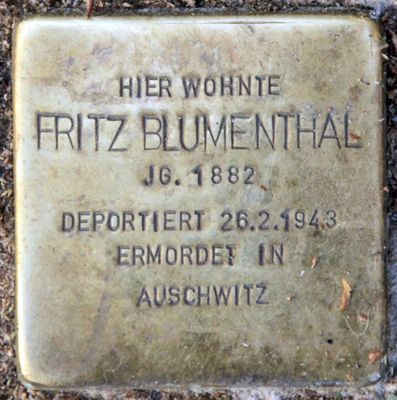 HIER WOHNTE
FRITZ BLUMENTHAL
JG. 1882
DEPORTIERT 26.2.1943
ERMORDET IN
AUSCHWITZ